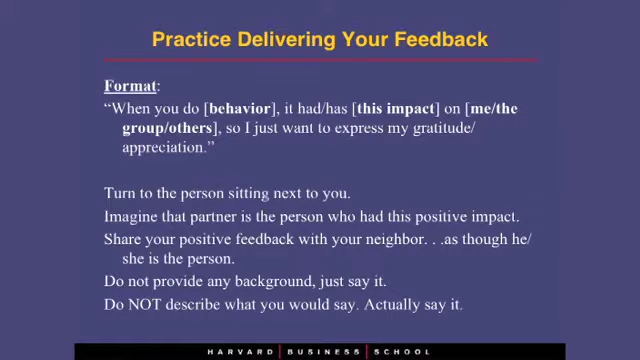 Practice Delivering Your Feedback
Format:
“When you do [behavior], it had/has [this impact] on [me/the
group/others], so I just want to express my gratitude/
appreciation.”
Turn to the person sitting next to you.
Imagine that partner is the person who had this positive impact.
Share your positive feedback with your neighbor. . .as though he/
she is the person.
Do not provide any background, just say it.
Do NOT describe what you would say. Actually say it.
HARVARD BUSINESS SCHOOL